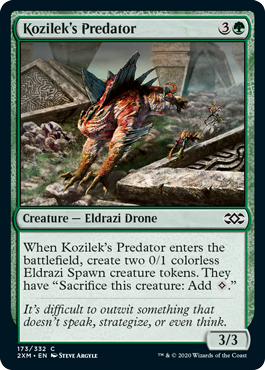 Kozilek's Predator 3
Creature — Eldrazi Drone
When Kozilek's Predator enters the
battlefield, create two 0/1 colorless
Eldrazi Spawn creature tokens. They
have “Sacrifice this creature: Add .”
It's difficult to outwit something that
doesn't speak, strategize, or even think.
3/3
173/332 C
2XM • EN STEVE ARGYLE
™ & © 2020 Wizards of the Coast